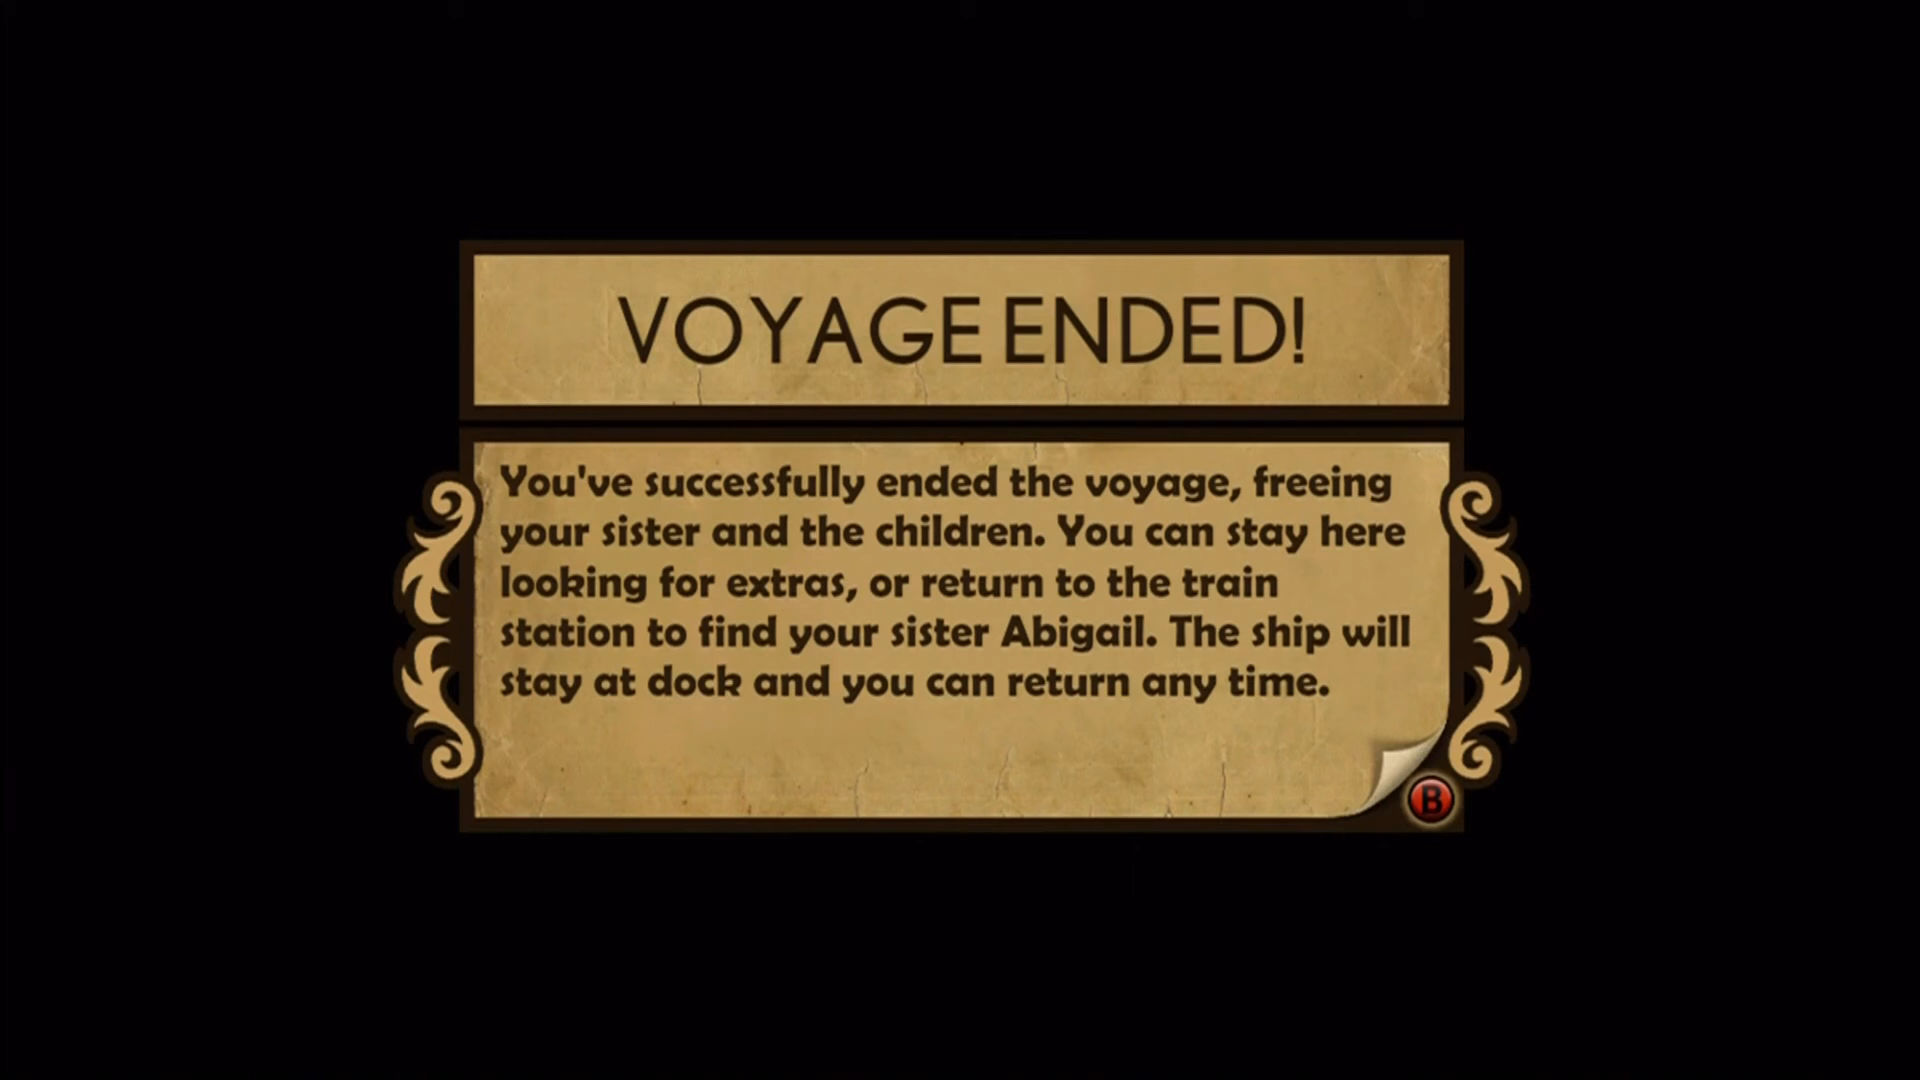 VOYAGE ENDED!
You've successfully ended the voyage, freeing
your sister and the children. You can stay here
looking for extras, or return to the train
station to find your sister Abigail. The ship will
stay at dock and you can return any time.
B